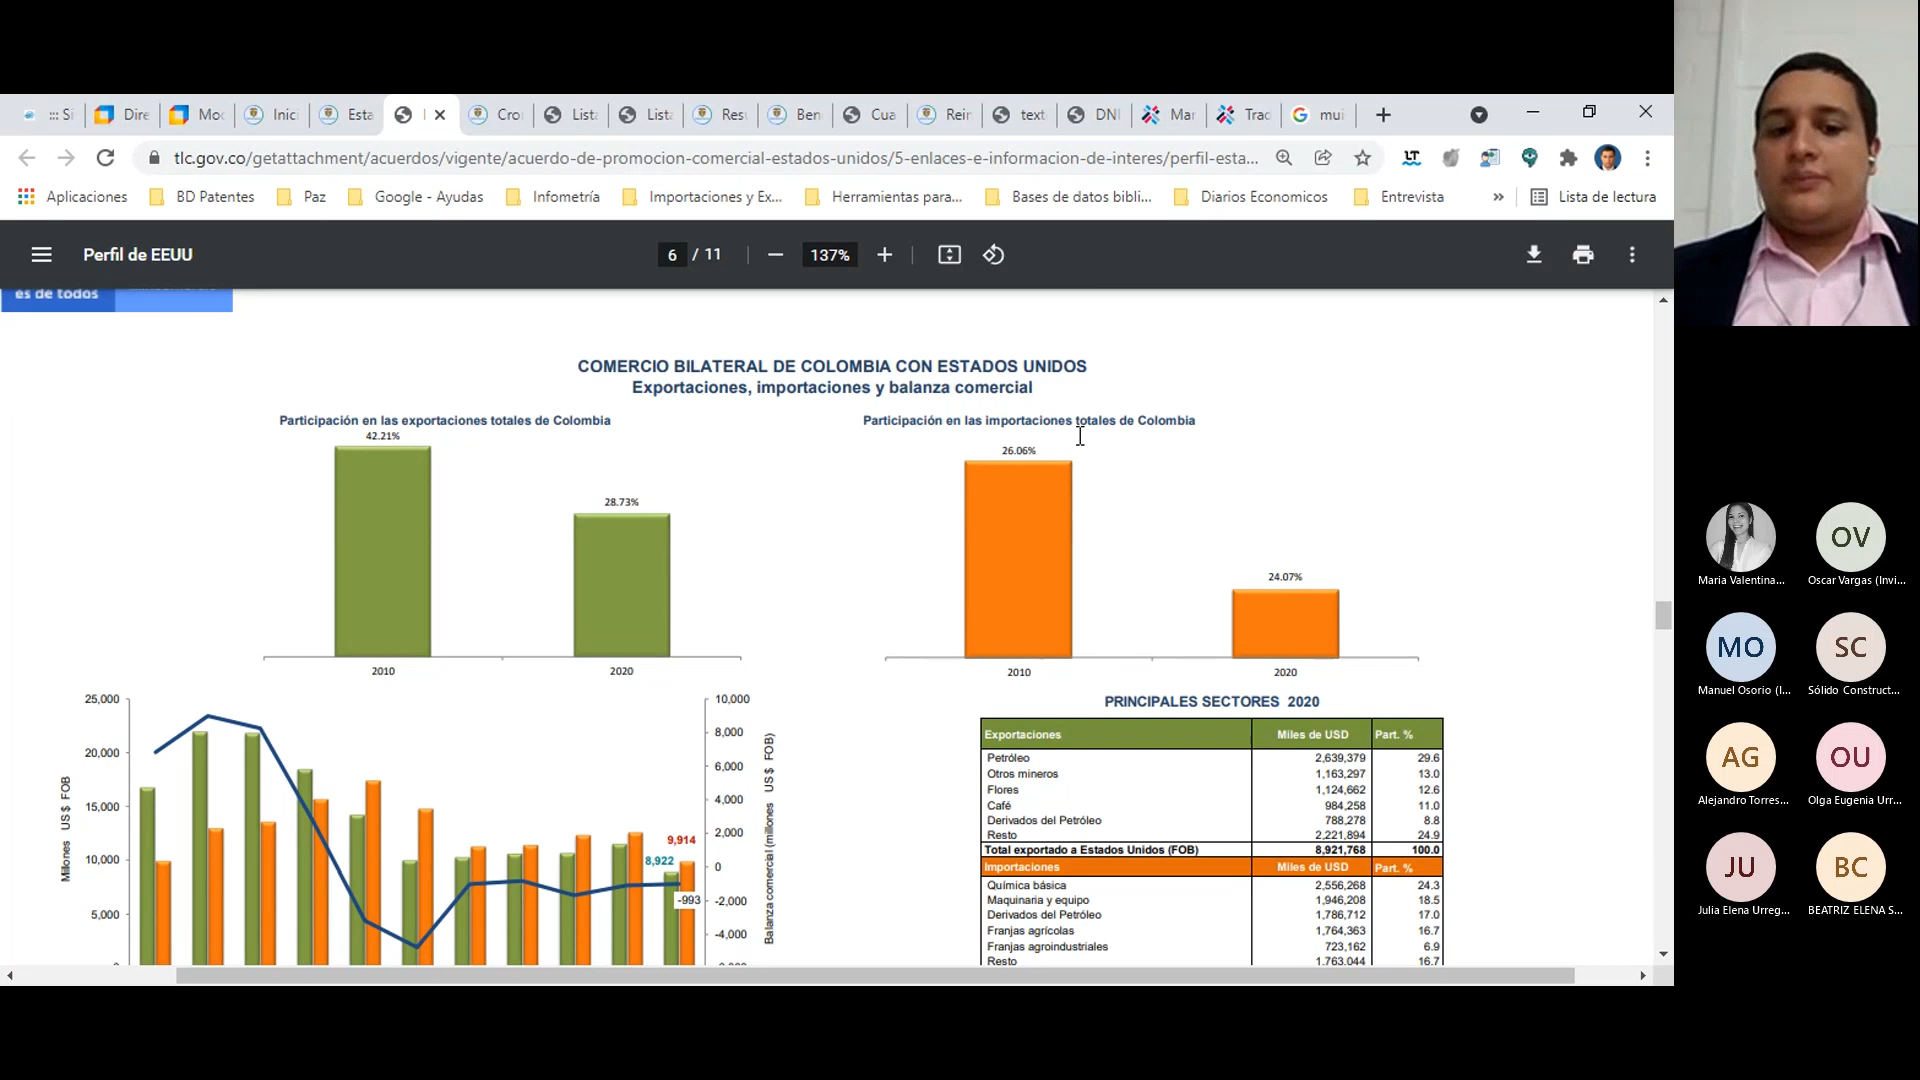 ::: Si
Dire
Moc
Inic
Esta
Cro
Lista
Lista
Resu
Ben
Cua
Rein
text
DNI
Mar
Trac
mui
tlc.gov.co/getattachment/acuerdos/vigente/acuerdo-de-promocion-comercial-estados-unidos/5-enlaces-e-informacion-de-interes/perfil-esta...
LT
Aplicaciones
BD Patentes
Paz
Google - Ayudas
Infometría
Importaciones y Ex...
Herramientas para...
Bases de datos bibli...
Diarios Economicos
Entrevista
»
Lista de lectura
Perfil de EEUU
6 / 11
137%
es de todos
COMERCIO BILATERAL DE COLOMBIA CON ESTADOS UNIDOS
Exportaciones, importaciones y balanza comercial
Participación en las exportaciones totales de Colombia
42.21%
28.73%
2010
2020
Participación en las importaciones totales de Colombia
26.06%
24.07%
2010
2020
25,000
20,000
15,000
10,000
5,000
Millones US $ FOB
10,000
8,000
6,000
4,000
2,000
0
-2,000
-4,000
Balanza comercial (millones US $ FOB)
9,914
8,922
-993
PRINCIPALES SECTORES 2020
Exportaciones Miles de USD Part. %
Petróleo 2,639,379 29.6
Otros mineros 1,163,297 13.0
Flores 1,124,662 12.6
Café 984,258 11.0
Derivados del Petróleo 788,278 8.8
Resto 2,221,894 24.9
Total exportado a Estados Unidos (FOB) 8,921,768 100.0
Importaciones Miles de USD Part. %
Química básica 2,556,268 24.3
Maquinaria y equipo 1,946,208 18.5
Derivados del Petróleo 1,786,712 17.0
Franjas agrícolas 1,764,363 16.7
Franjas agroindustriales 723,162 6.9
Resto 1,763,044 16.7
Maria Valentina...
OV
Oscar Vargas (Invi...
MO
Manuel Osorio (I...
SC
Sólido Construct...
AG
Alejandro Torres...
OU
Olga Eugenia Urr...
JU
Julia Elena Urreg...
BC
BEATRIZ ELENA S...